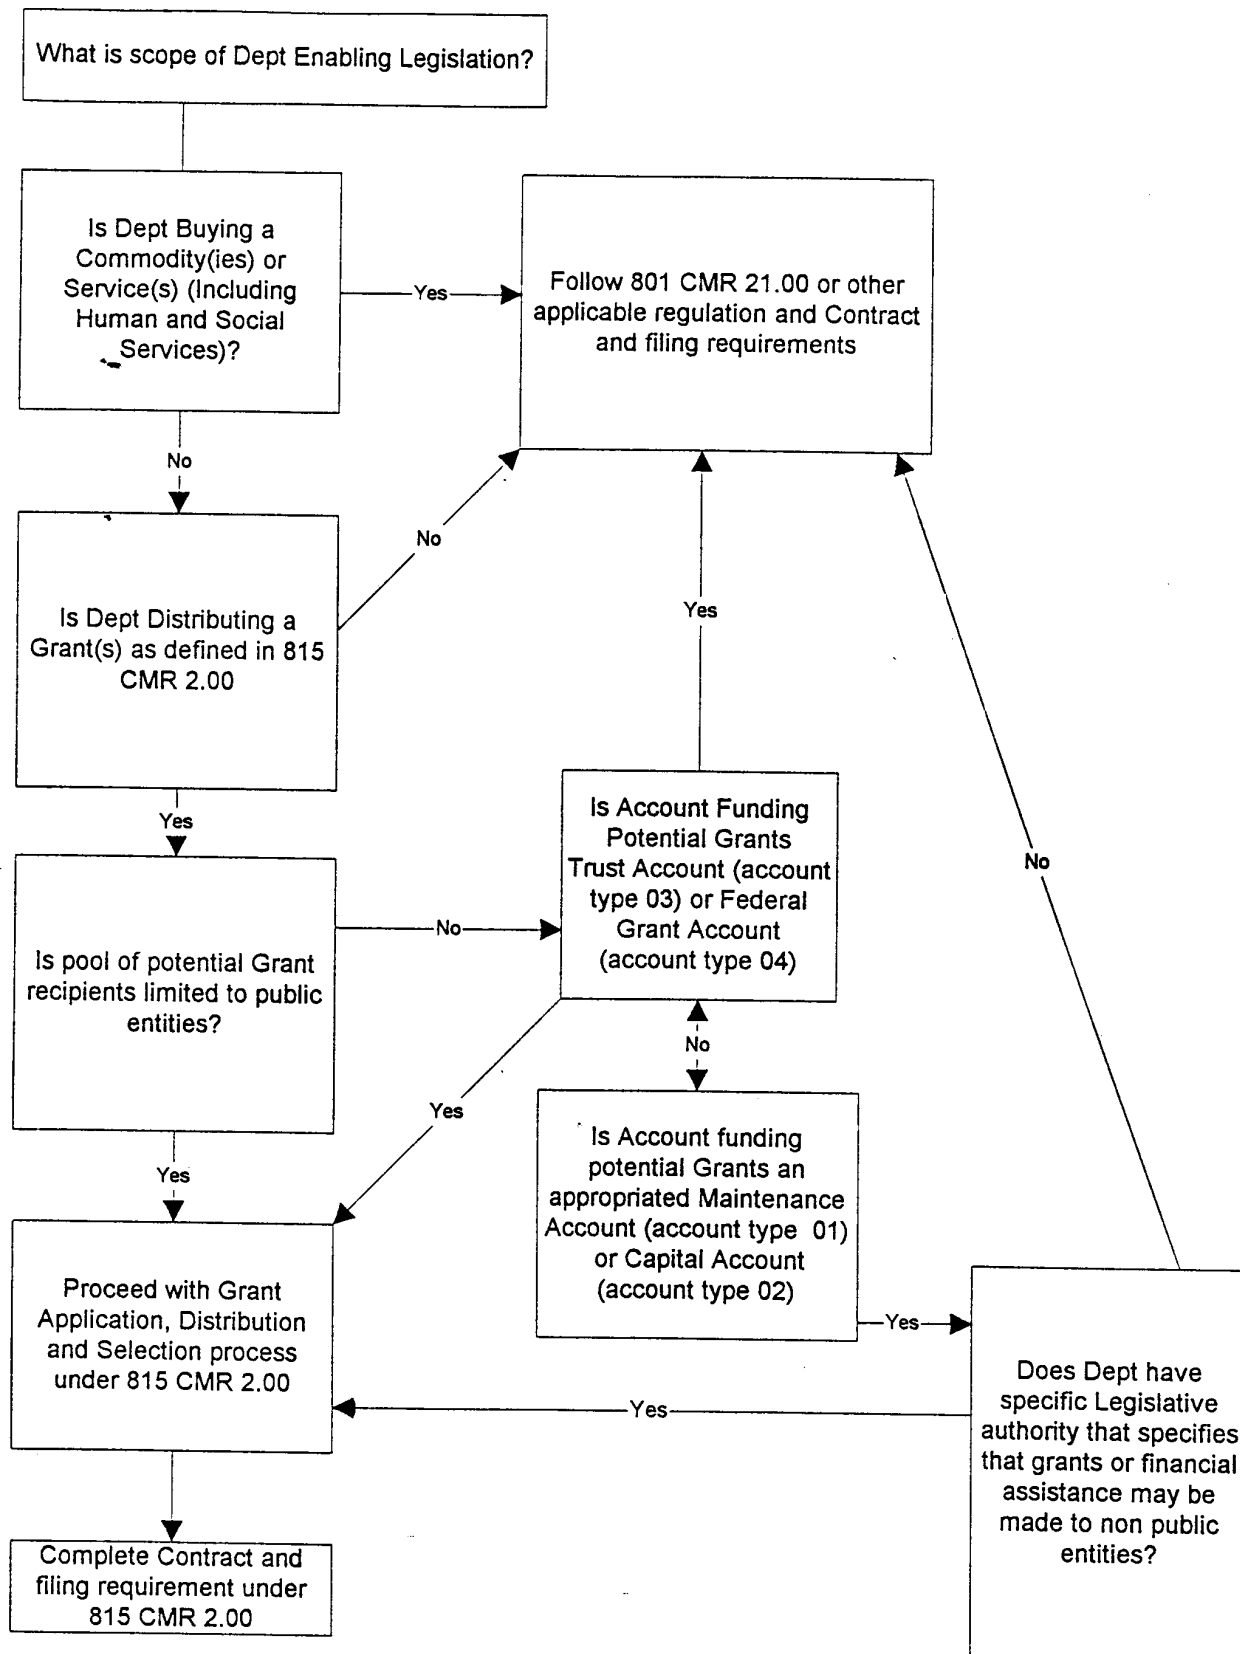 What is scope of Dept Enabling Legislation?
Is Dept Buying a
Commodity(ies) or
Service(s) (Including
Human and Social
Services)?
Yes
Follow 801 CMR 21.00 or other
applicable regulation and Contract
and filing requirements
No
No
Is Dept Distributing a
Grant(s) as defined in 815
CMR 2.00
Yes
Yes
Is Account Funding
Potential Grants
Trust Account (account
type 03) or Federal
Grant Account
(account type 04)
No
No
Is pool of potential Grant
recipients limited to public
entities?
No
Yes
Yes
Is Account funding
potential Grants an
appropriated Maintenance
Account (account type 01)
or Capital Account
(account type 02)
Yes
Proceed with Grant
Application, Distribution
and Selection process
under 815 CMR 2.00
Yes
Does Dept have
specific Legislative
authority that specifies
that grants or financial
assistance may be
made to non public
entities?
Complete Contract and
filing requirement under
815 CMR 2.00